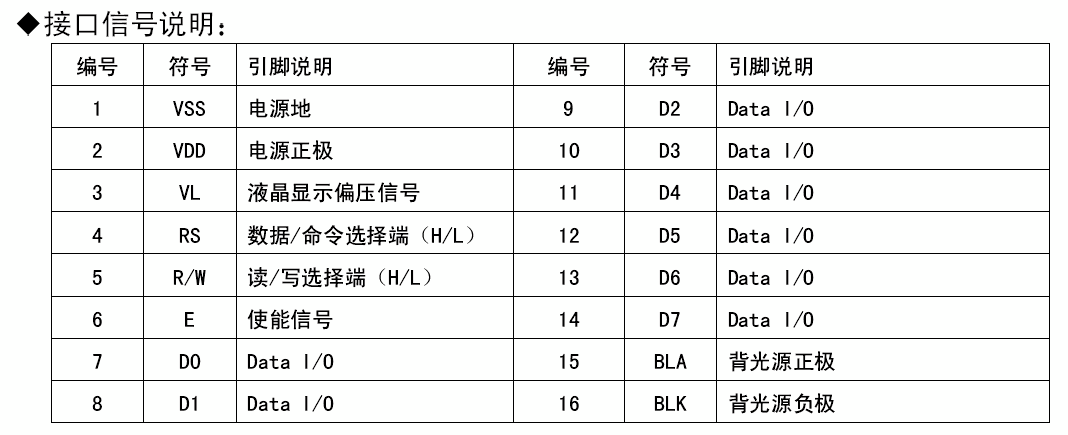 ◆接口信号说明：
编号 符号 引脚说明 编号 符号 引脚说明
1 VSS 电源地 9 D2 Data I/O
2 VDD 电源正极 10 D3 Data I/O
3 VL 液晶显示偏压信号 11 D4 Data I/O
4 RS 数据/命令选择端（H/L） 12 D5 Data I/O
5 R/W 读/写选择端（H/L） 13 D6 Data I/O
6 E 使能信号 14 D7 Data I/O
7 D0 Data I/O 15 BLA 背光源正极
8 D1 Data I/O 16 BLK 背光源负极